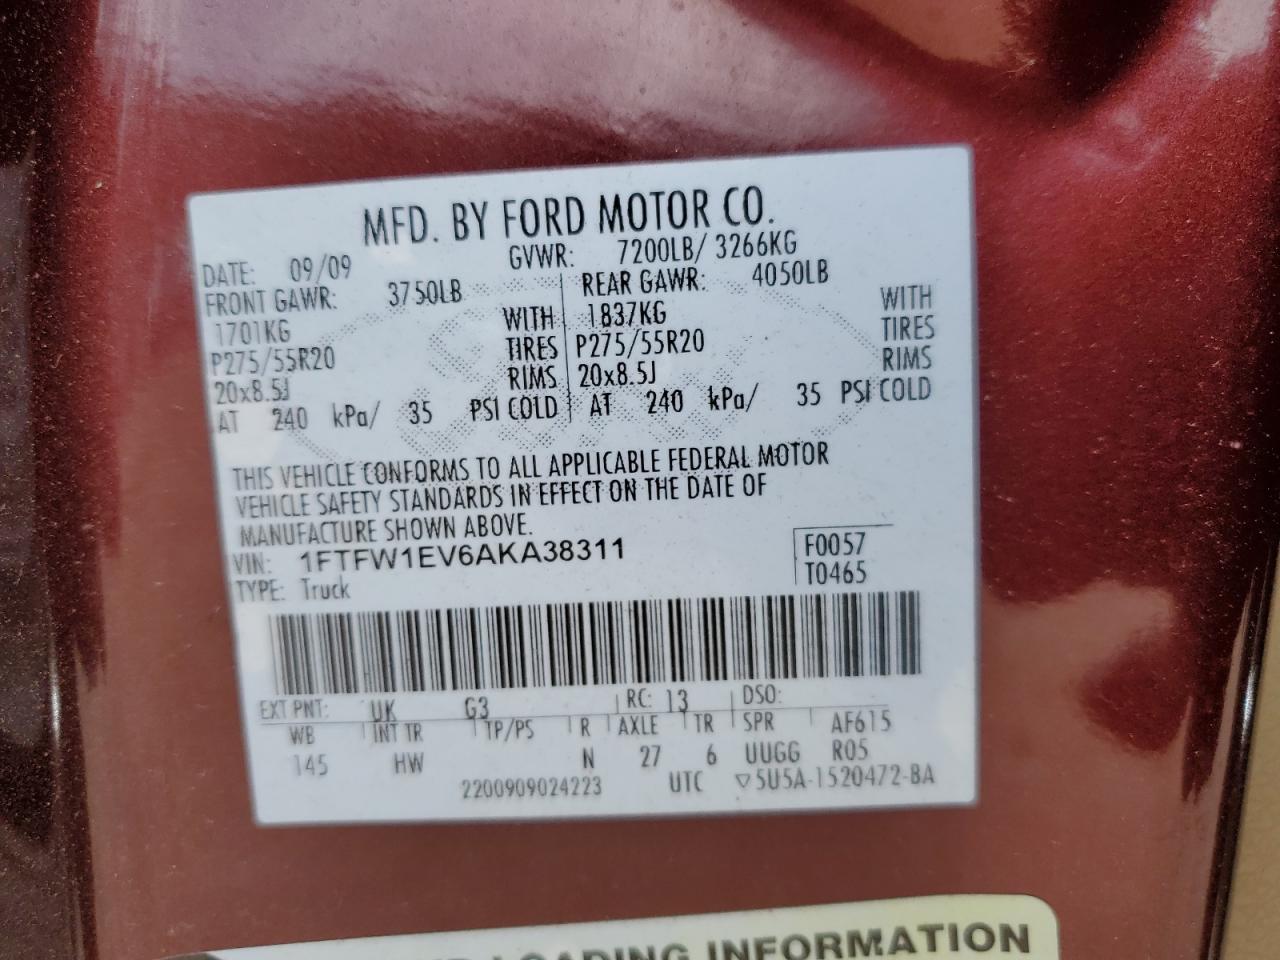 MFD. BY FORD MOTOR CO.
DATE: 09/09 GVWR: 7200LB/ 3266KG
FRONT GAWR: 3750LB REAR GAWR: 4050LB
1701KG WITH 1837KG WITH
P275/55R20 TIRES P275/55R20 TIRES
20x8.5J RIMS 20x8.5J RIMS
AT 240 kPa/ 35 PSI COLD AT 240 kPa/ 35 PSI COLD
THIS VEHICLE CONFORMS TO ALL APPLICABLE FEDERAL MOTOR
VEHICLE SAFETY STANDARDS IN EFFECT ON THE DATE OF
MANUFACTURE SHOWN ABOVE.
VIN: 1FTFW1EV6AKA38311 F0057
TYPE: Truck T0465
EXT PNT: UK G3 RC: 13 DSO:
WB INT TR TP/PS R AXLE TR SPR AF615
145 HW N 27 6 UUGG R05
2200909024223 UTC ▽5U5A-1520472-BA
LOADING INFORMATION